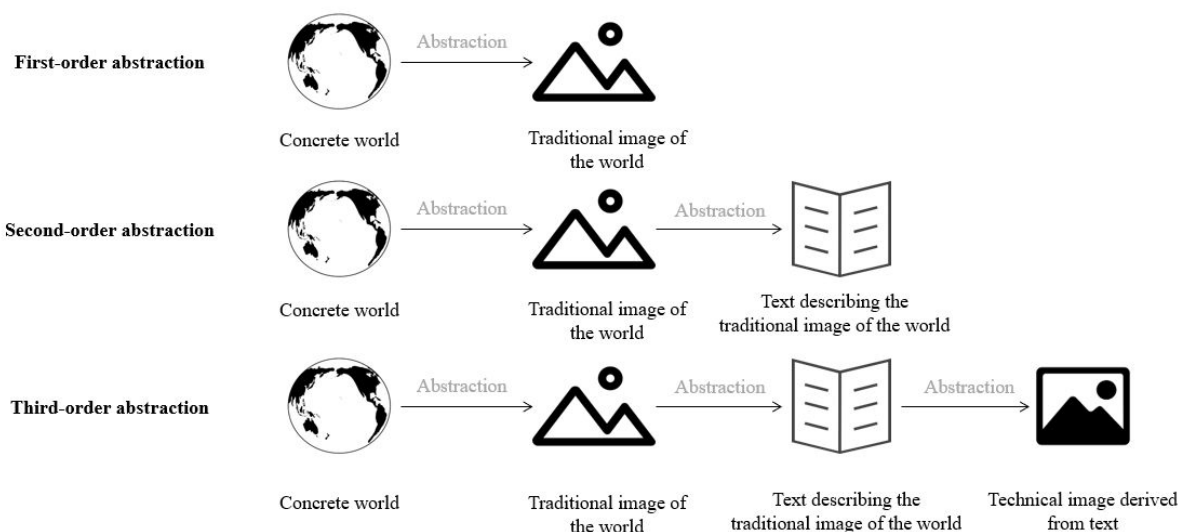 First-order abstraction
Abstraction
Concrete world
Traditional image of
the world
Second-order abstraction
Abstraction
Abstraction
Concrete world
Traditional image of
the world
Text describing the
traditional image of the world
Third-order abstraction
Abstraction
Abstraction
Abstraction
Concrete world
Traditional image of
the world
Text describing the
traditional image of the world
Technical image derived
from text